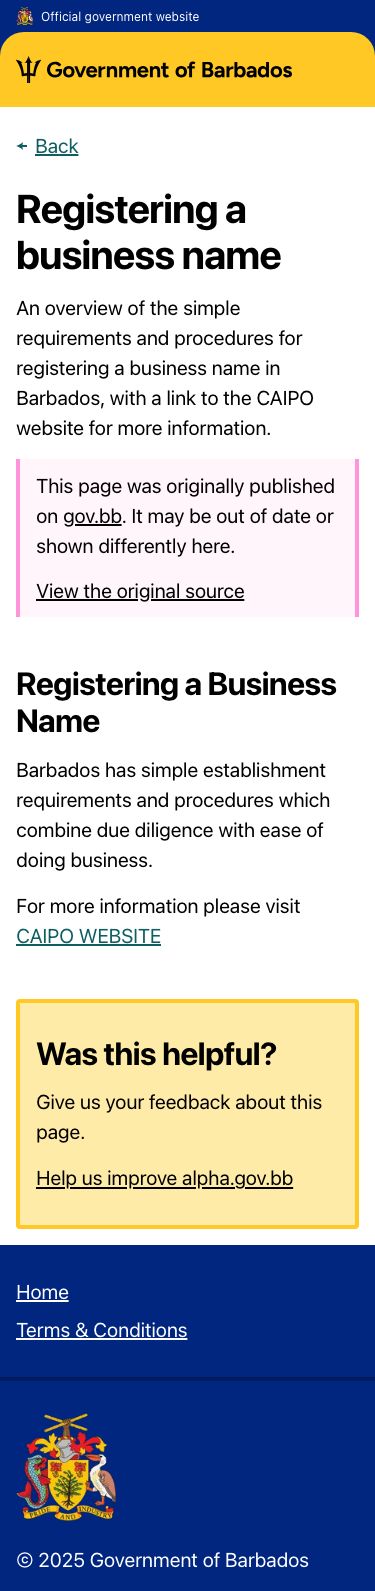 Official government website
Government of Barbados
Back
Registering a
business name
An overview of the simple
requirements and procedures for
registering a business name in
Barbados, with a link to the CAIPO
website for more information.
This page was originally published
on gov.bb. It may be out of date or
shown differently here.
View the original source
Registering a Business
Name
Barbados has simple establishment
requirements and procedures which
combine due diligence with ease of
doing business.
For more information please visit
CAIPO WEBSITE
Was this helpful?
Give us your feedback about this
page.
Help us improve alpha.gov.bb
Home
Terms & Conditions
PRIDE AND INDUSTRY
© 2025 Government of Barbados